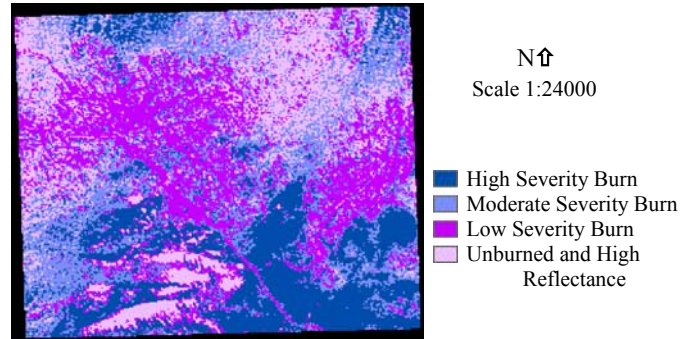 N⇧
Scale 1:24000
High Severity Burn
Moderate Severity Burn
Low Severity Burn
Unburned and High
Reflectance